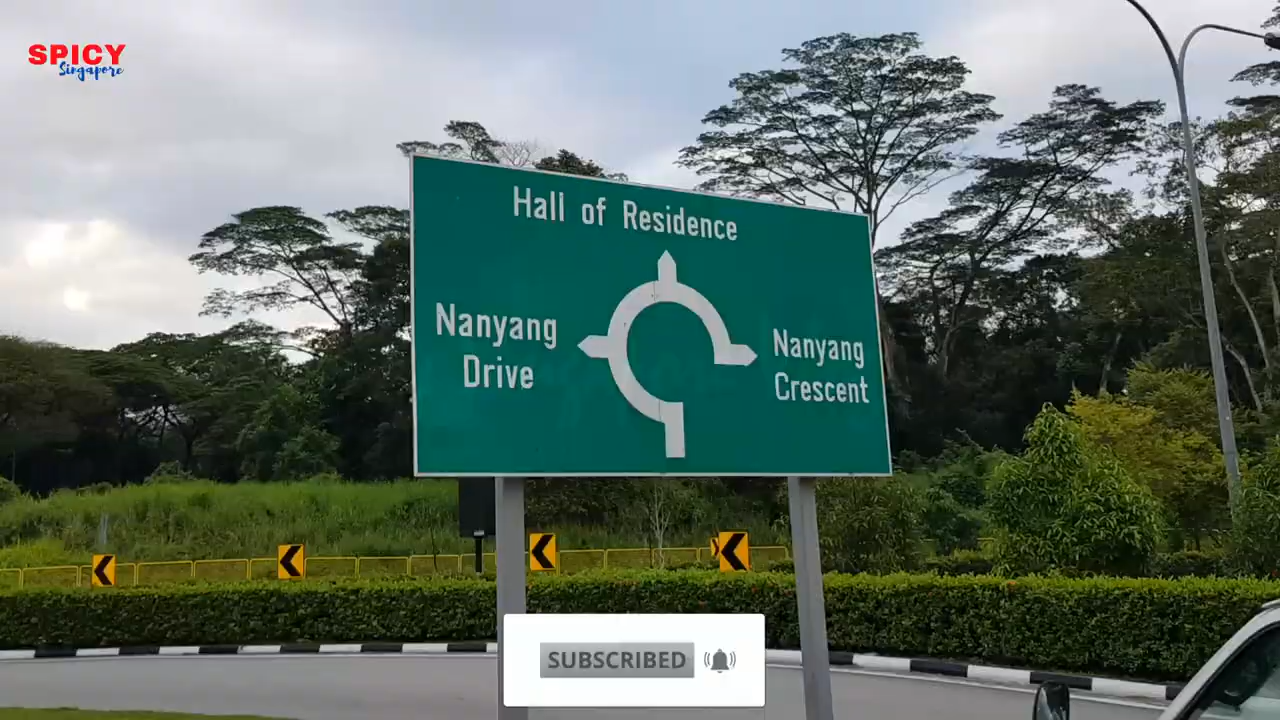 SPICY
Singapore
Hall of Residence
Nanyang
Drive
Nanyang
Crescent
SUBSCRIBED